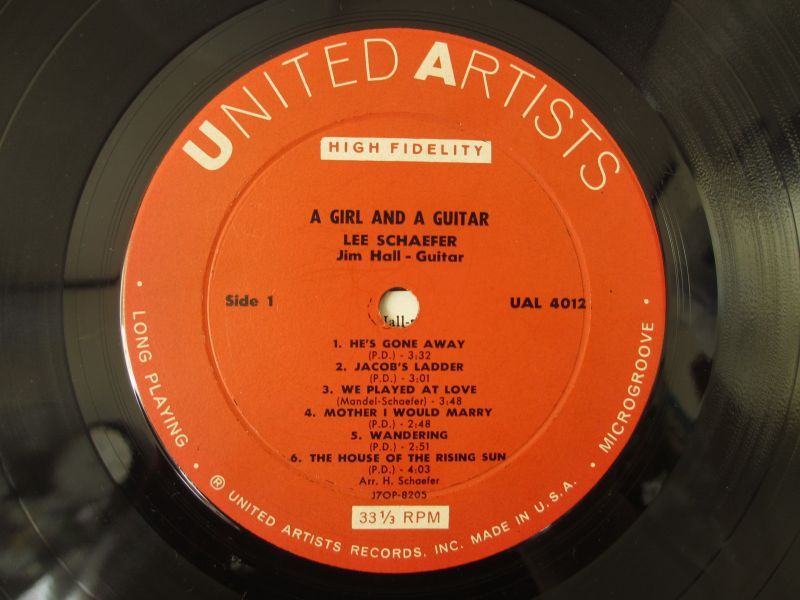 UNITED ARTISTS
HIGH FIDELITY
A GIRL AND A GUITAR
LEE SCHAEFER
Jim Hall - Guitar
Side 1
UAL 4012
1. HE'S GONE AWAY
(P.D.) - 3:32
2. JACOB'S LADDER
(P.D.) - 3:01
3. WE PLAYED AT LOVE
(Mandel-Schaefer) - 3:48
4. MOTHER I WOULD MARRY
(P.D.) - 2:48
5. WANDERING
(P.D.) - 2:51
6. THE HOUSE OF THE RISING SUN
(P.D.) - 4:03
Arr. H. Schaefer
J7OP-8205
33 1/3 RPM
• LONG PLAYING •
℗ UNITED ARTISTS RECORDS, INC. MADE IN U.S.A.
• MICROGROOVE •